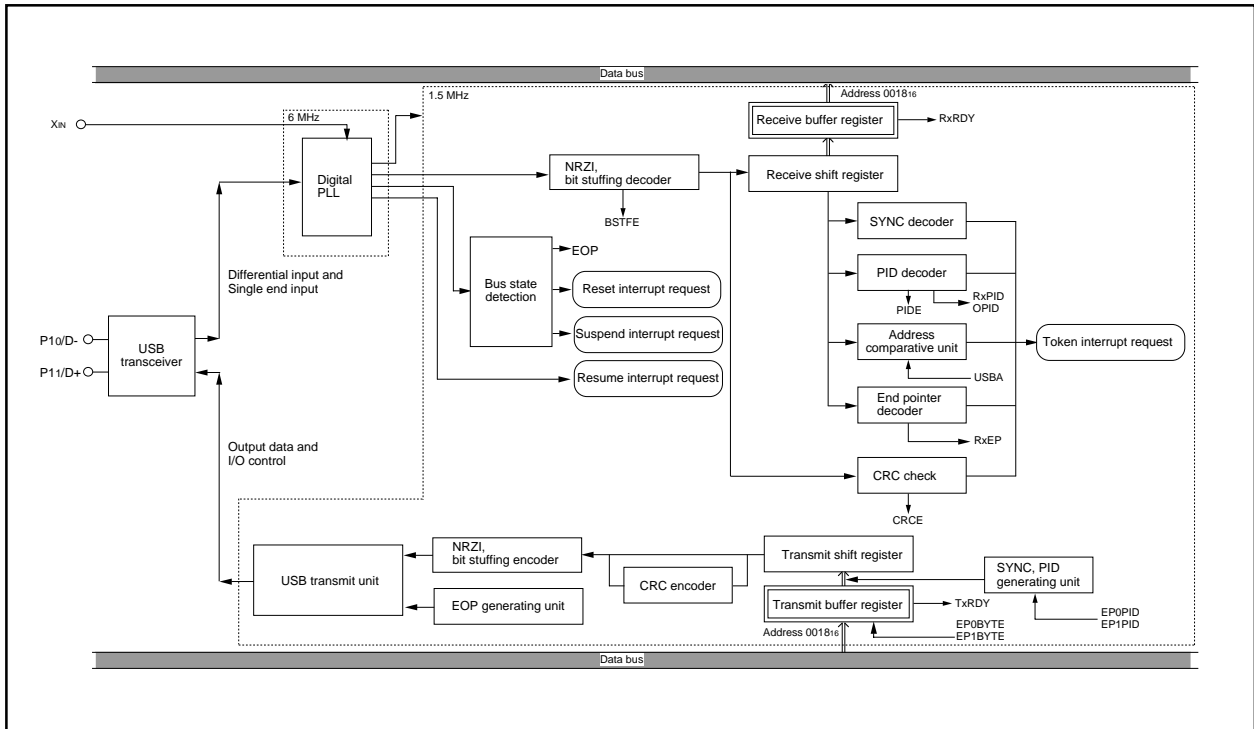 Data bus
1.5 MHz
Address 001816
XIN
6 MHz
Receive buffer register
RxRDY
Digital
PLL
NRZI,
bit stuffing decoder
Receive shift register
BSTFE
SYNC decoder
EOP
Bus state
detection
Reset interrupt request
PID decoder
Differential input and
Single end input
RxPID
OPID
PIDE
Suspend interrupt request
Address
comparative unit
Token interrupt request
P10/D-
USB
transceiver
P11/D+
Resume interrupt request
USBA
End pointer
decoder
RxEP
Output data and
I/O control
CRC check
CRCE
NRZI,
bit stuffing encoder
Transmit shift register
USB transmit unit
CRC encoder
SYNC, PID
generating unit
EOP generating unit
Transmit buffer register
TxRDY
EP0PID
EP1PID
EP0BYTE
EP1BYTE
Address 001816
Data bus